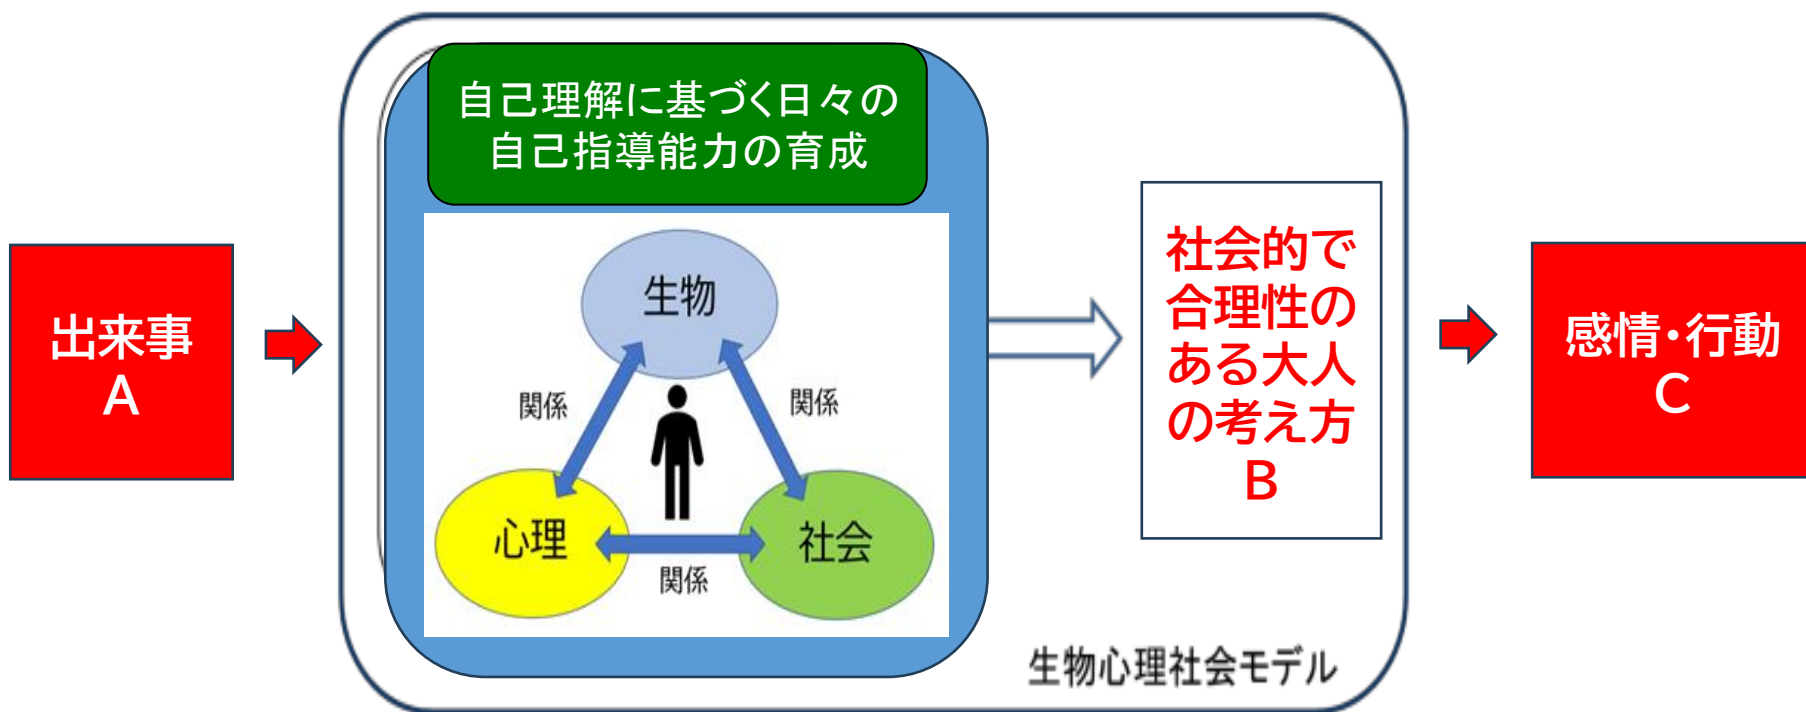 自己理解に基づく日々の
自己指導能力の育成
出来事
A
生物
関係
関係
心理
社会
関係
社会的で
合理性の
ある大人
の考え方
B
感情・行動
C
生物心理社会モデル